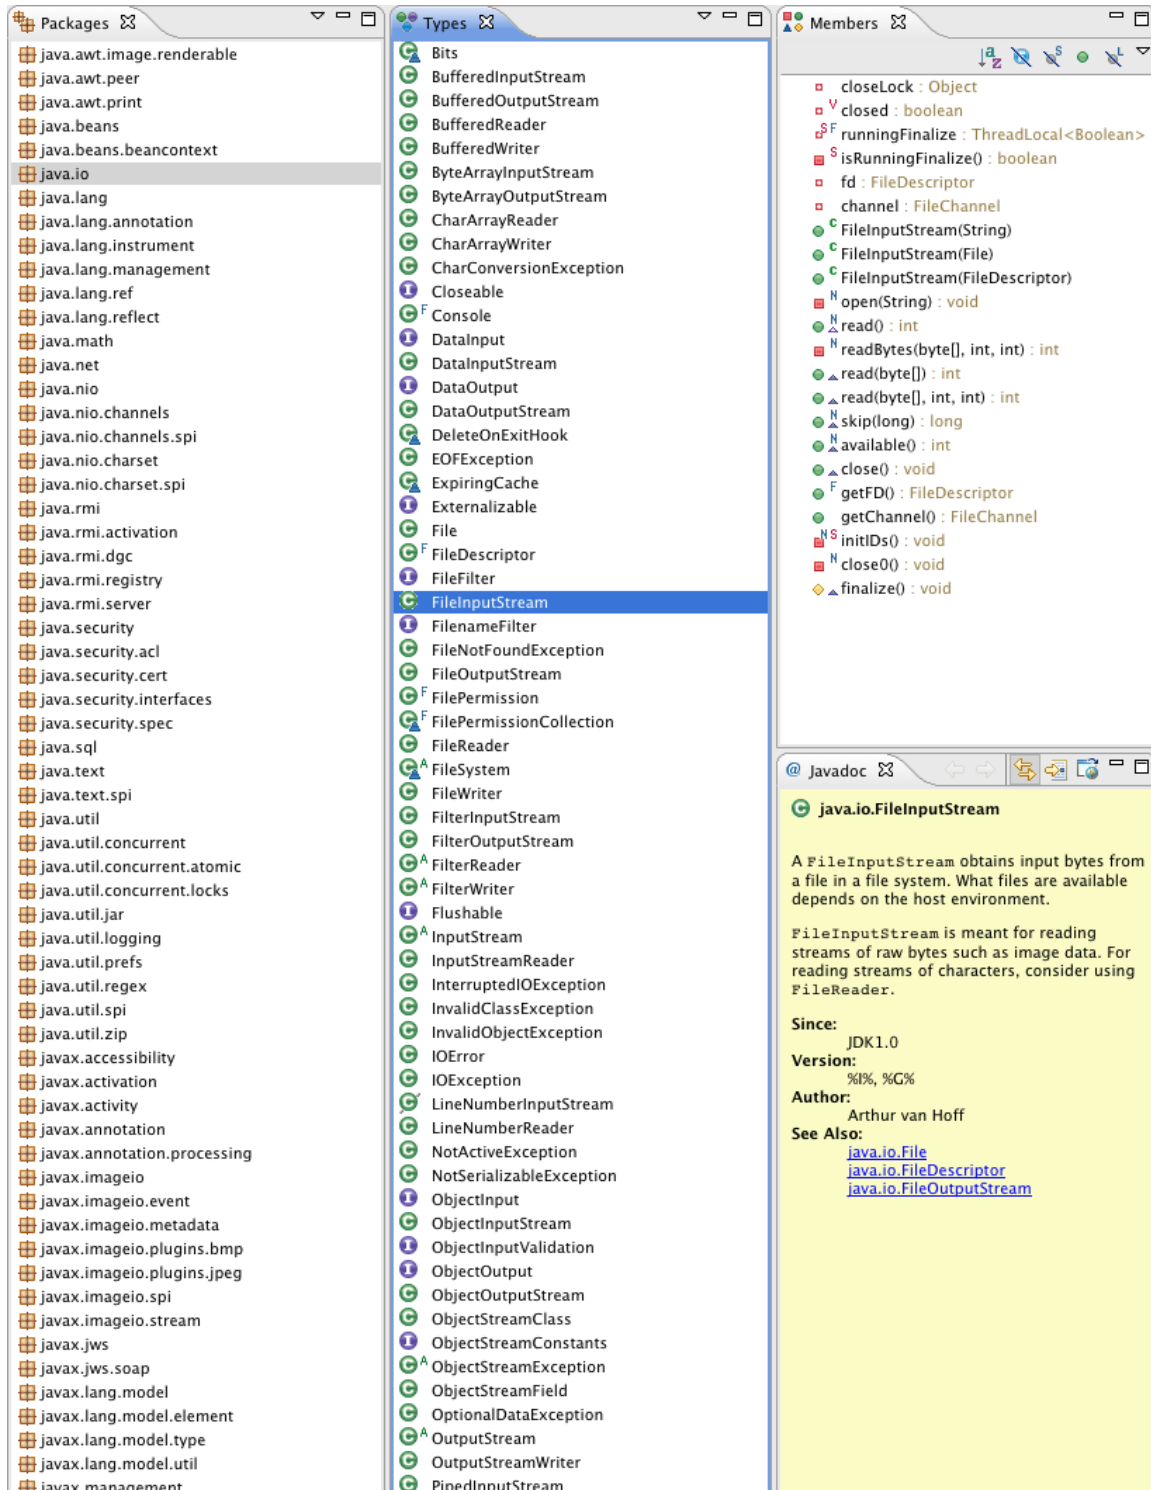 Packages
java.awt.image.renderable
java.awt.peer
java.awt.print
java.beans
java.beans.beancontext
java.io
java.lang
java.lang.annotation
java.lang.instrument
java.lang.management
java.lang.ref
java.lang.reflect
java.math
java.net
java.nio
java.nio.channels
java.nio.channels.spi
java.nio.charset
java.nio.charset.spi
java.rmi
java.rmi.activation
java.rmi.dgc
java.rmi.registry
java.rmi.server
java.security
java.security.acl
java.security.cert
java.security.interfaces
java.security.spec
java.sql
java.text
java.text.spi
java.util
java.util.concurrent
java.util.concurrent.atomic
java.util.concurrent.locks
java.util.jar
java.util.logging
java.util.prefs
java.util.regex
java.util.spi
java.util.zip
javax.accessibility
javax.activation
javax.activity
javax.annotation
javax.annotation.processing
javax.imageio
javax.imageio.event
javax.imageio.metadata
javax.imageio.plugins.bmp
javax.imageio.plugins.jpeg
javax.imageio.spi
javax.imageio.stream
javax.jws
javax.jws.soap
javax.lang.model
javax.lang.model.element
javax.lang.model.type
javax.lang.model.util
javax.management
Types
Bits
BufferedInputStream
BufferedOutputStream
BufferedReader
BufferedWriter
ByteArrayInputStream
ByteArrayOutputStream
CharArrayReader
CharArrayWriter
CharConversionException
Closeable
Console
DataInput
DataInputStream
DataOutput
DataOutputStream
DeleteOnExitHook
EOFException
ExpiringCache
Externalizable
File
FileDescriptor
FileFilter
FileInputStream
FilenameFilter
FileNotFoundException
FileOutputStream
FilePermission
FilePermissionCollection
FileReader
FileSystem
FileWriter
FilterInputStream
FilterOutputStream
FilterReader
FilterWriter
Flushable
InputStream
InputStreamReader
InterruptedIOException
InvalidClassException
InvalidObjectException
IOError
IOException
LineNumberInputStream
LineNumberReader
NotActiveException
NotSerializableException
ObjectInput
ObjectInputStream
ObjectInputValidation
ObjectOutput
ObjectOutputStream
ObjectStreamClass
ObjectStreamConstants
ObjectStreamException
ObjectStreamField
OptionalDataException
OutputStream
OutputStreamWriter
PipedInputStream
Members
closeLock : Object
closed : boolean
runningFinalize : ThreadLocal<Boolean>
isRunningFinalize() : boolean
fd : FileDescriptor
channel : FileChannel
FileInputStream(String)
FileInputStream(File)
FileInputStream(FileDescriptor)
open(String) : void
read() : int
readBytes(byte[], int, int) : int
read(byte[]) : int
read(byte[], int, int) : int
skip(long) : long
available() : int
close() : void
getFD() : FileDescriptor
getChannel() : FileChannel
initIDs() : void
close0() : void
finalize() : void
@ Javadoc
java.io.FileInputStream
A FileInputStream obtains input bytes from
a file in a file system. What files are available
depends on the host environment.
FileInputStream is meant for reading
streams of raw bytes such as image data. For
reading streams of characters, consider using
FileReader.
Since:
JDK1.0
Version:
%I%, %G%
Author:
Arthur van Hoff
See Also:
java.io.File
java.io.FileDescriptor
java.io.FileOutputStream